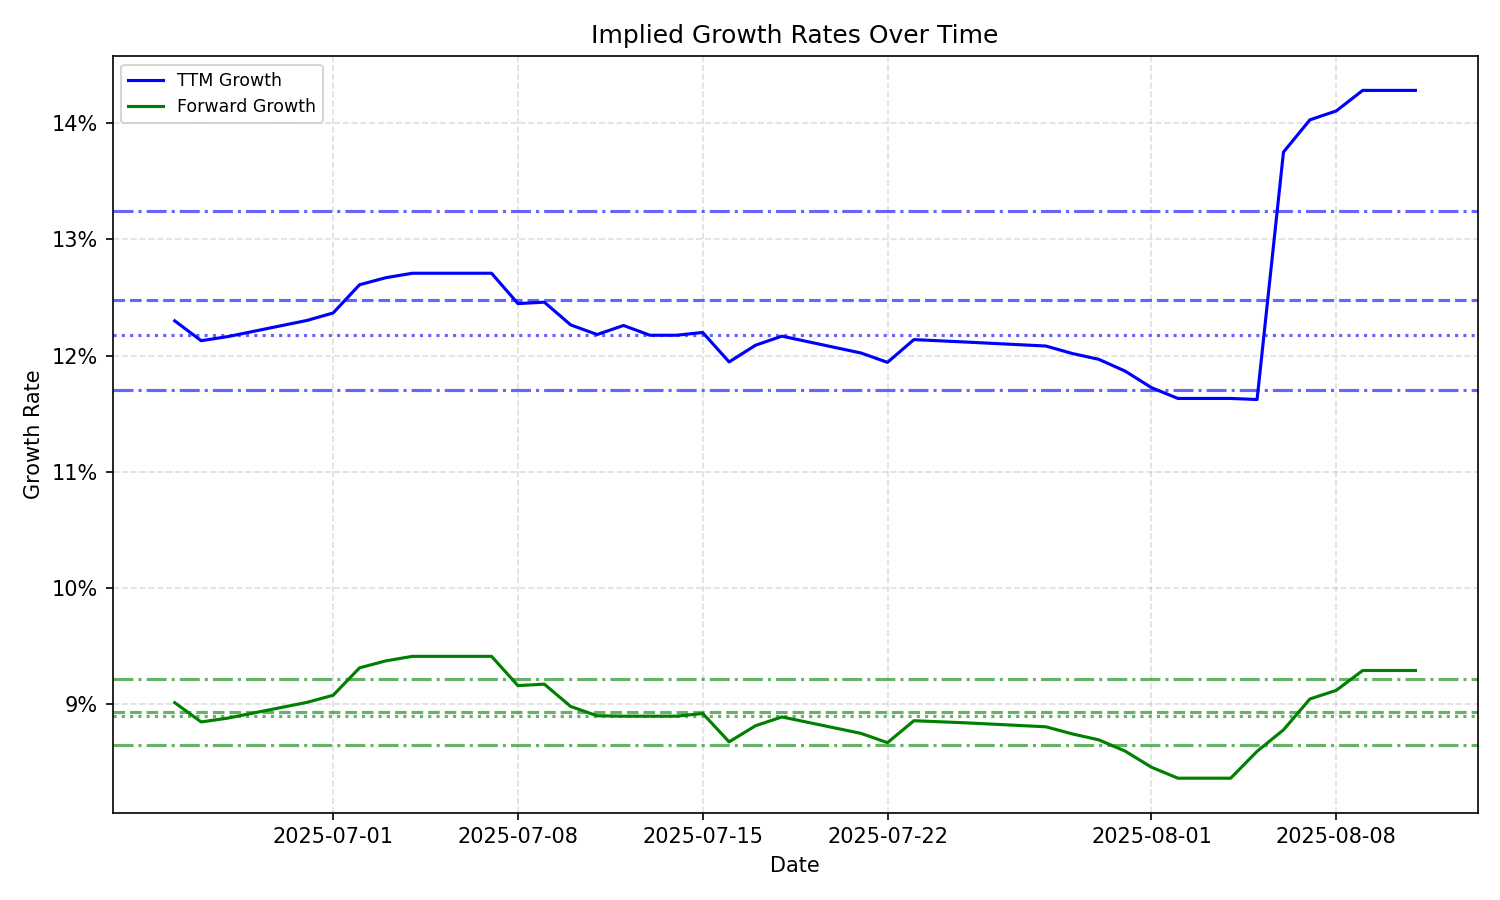 Implied Growth Rates Over Time
TTM Growth
Forward Growth
14%
13%
12%
11%
10%
9%
Growth Rate
2025-07-01
2025-07-08
2025-07-15
2025-07-22
2025-08-01
2025-08-08
Date